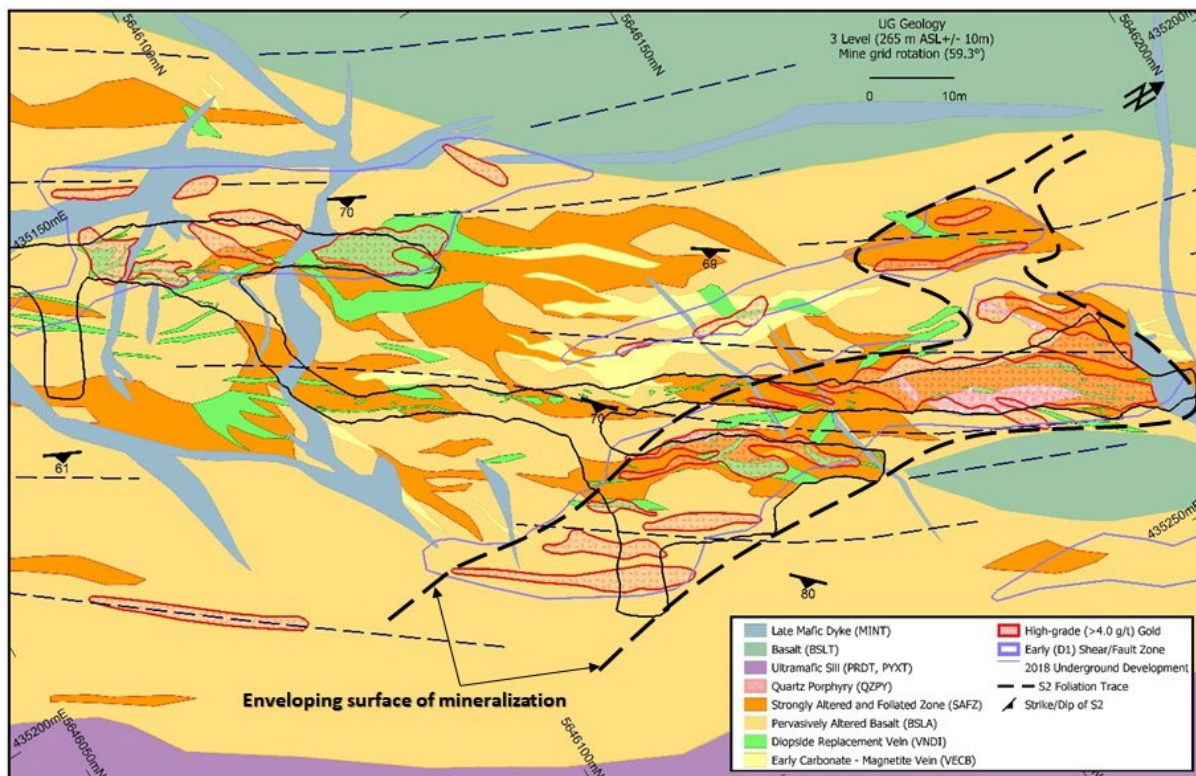 5646100mN
5646150mN
5646200mN
435200mE
UG Geology
3 Level (265 m ASL+/- 10m)
Mine grid rotation (59.3°)
0 10m
N
435150mE
70
69
70
61
435250mE
80
Enveloping surface of mineralization
435200mE
5646050mN
5646100mN
5646150mN
Late Mafic Dyke (MINT)
Basalt (BSLT)
Ultramafic Sill (PRDT, PYXT)
Quartz Porphyry (QZPY)
Strongly Altered and Foliated Zone (SAFZ)
Pervasively Altered Basalt (BSLA)
Diopside Replacement Vein (VNDI)
Early Carbonate - Magnetite Vein (VECB)
High-grade (>4.0 g/t) Gold
Early (D1) Shear/Fault Zone
2018 Underground Development
S2 Foliation Trace
Strike/Dip of S2